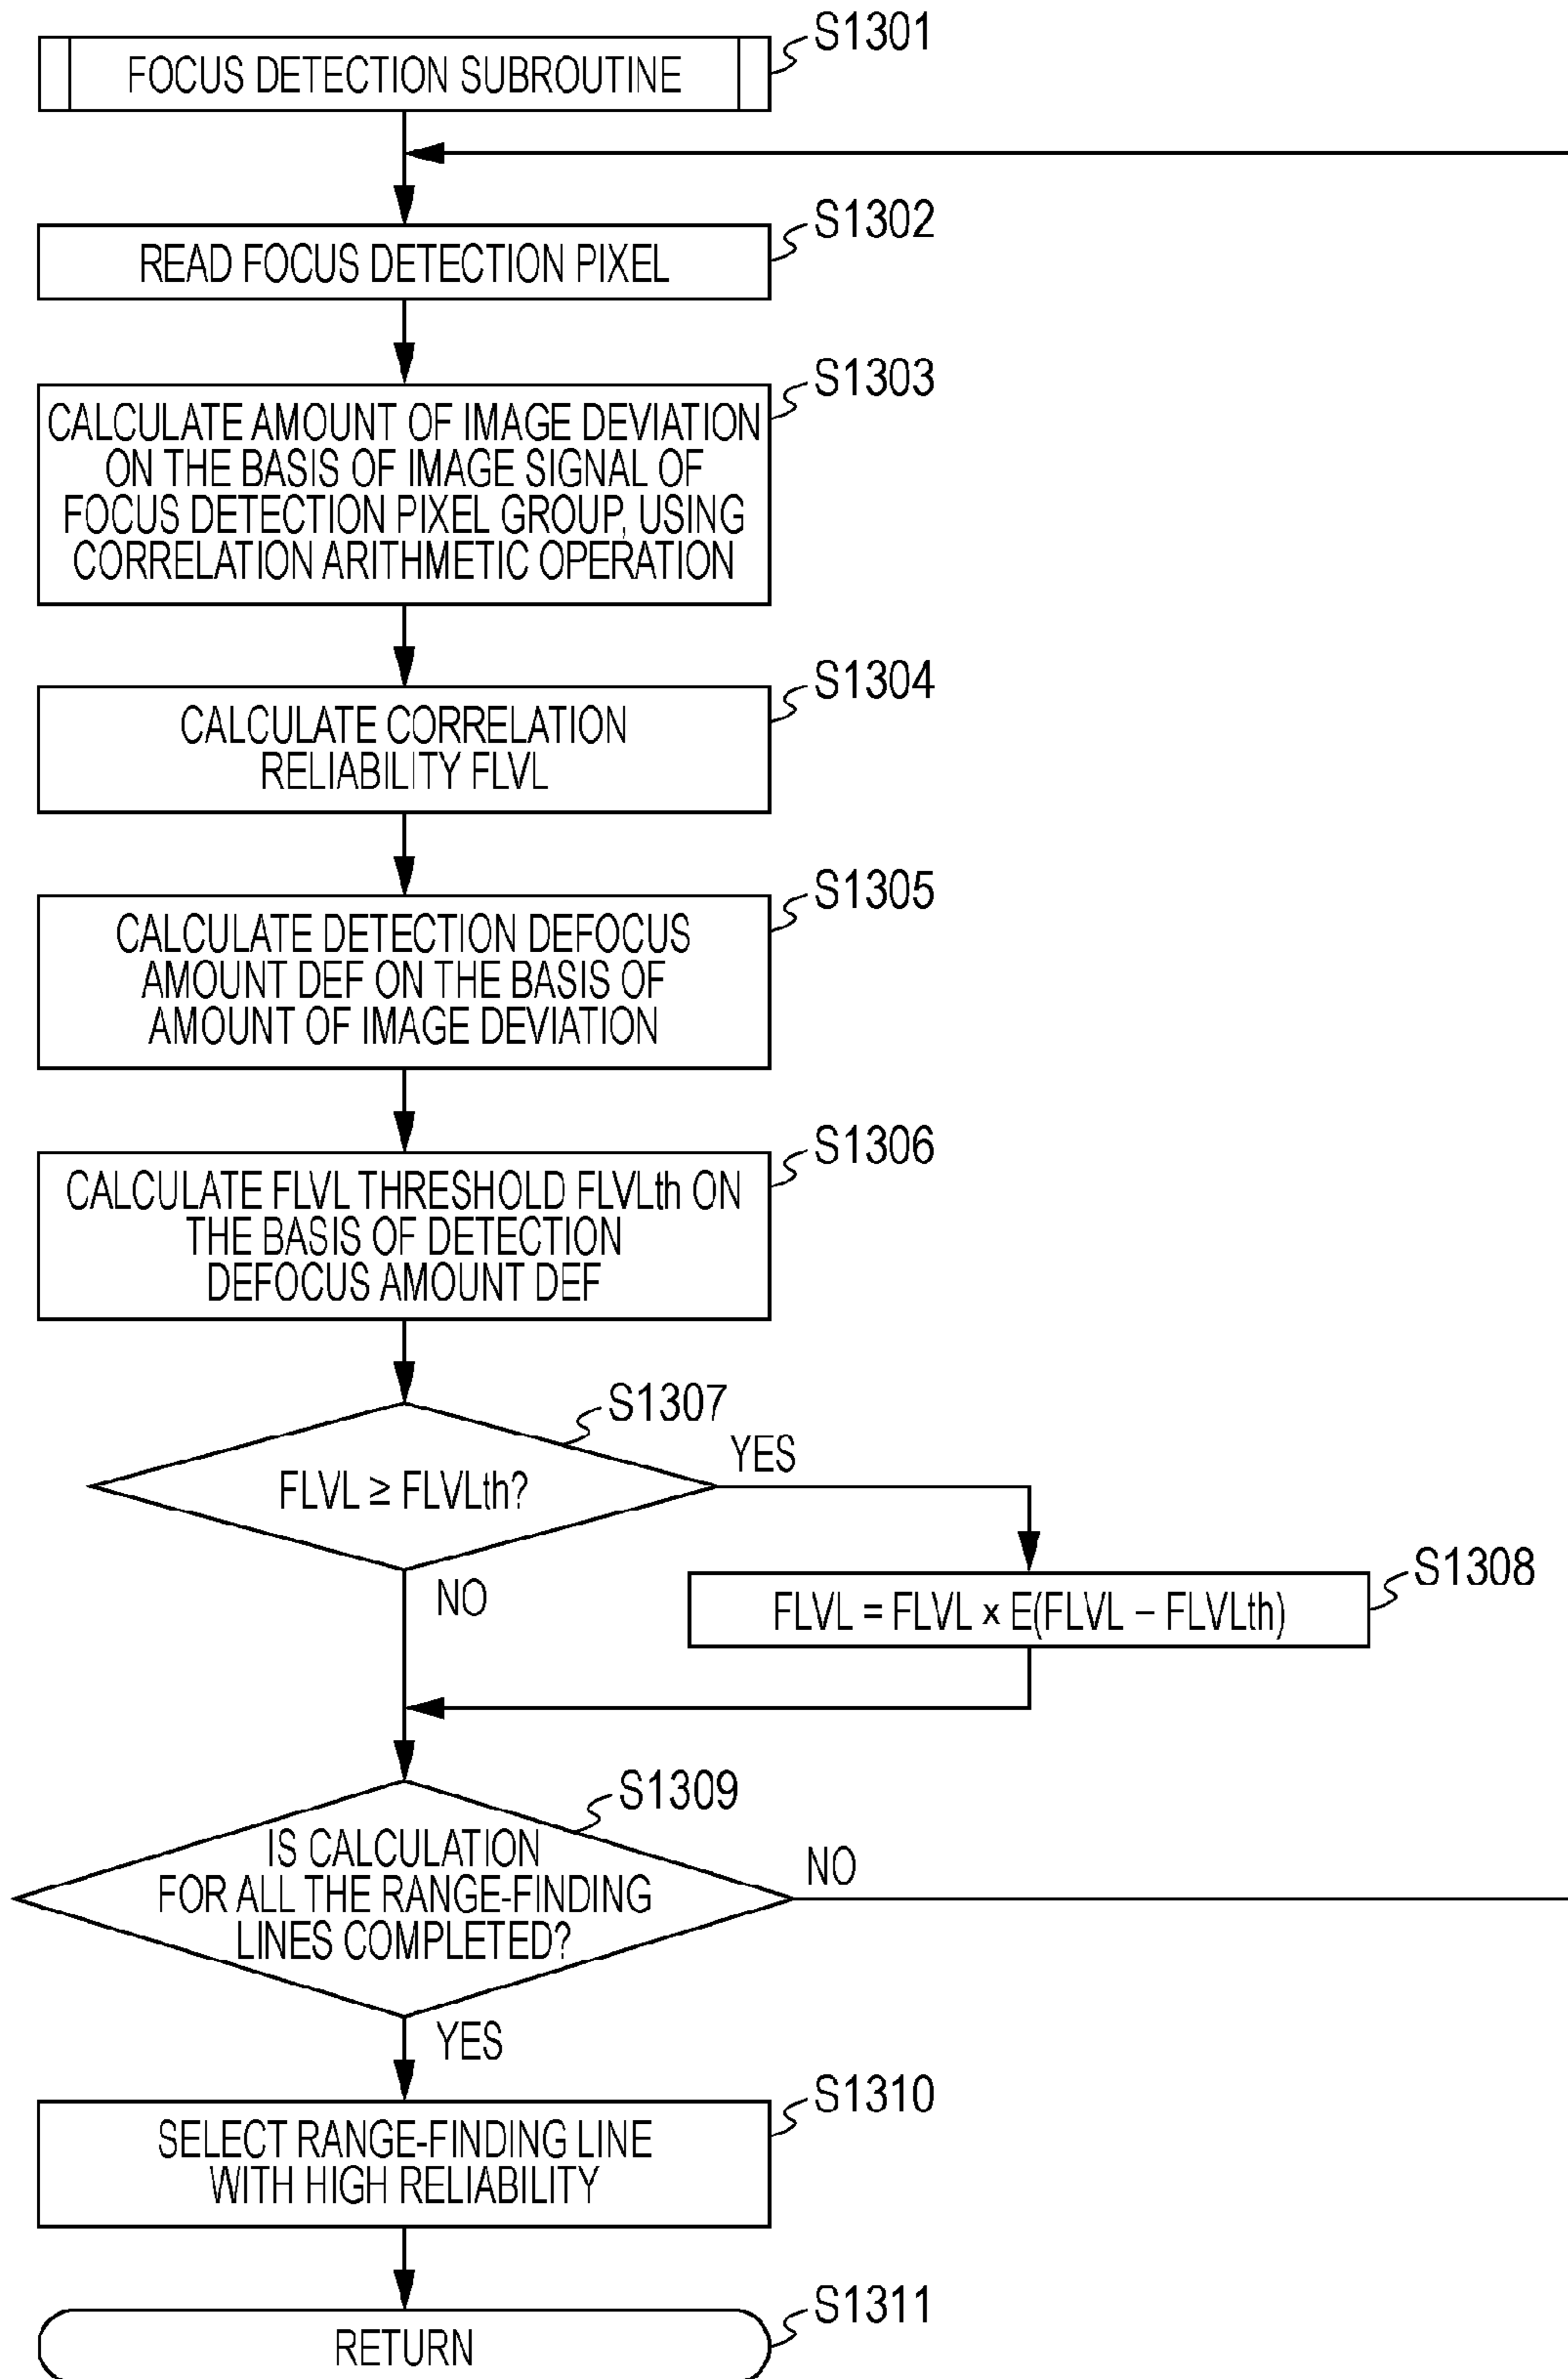 S1301
FOCUS DETECTION SUBROUTINE
S1302
READ FOCUS DETECTION PIXEL
S1303
CALCULATE AMOUNT OF IMAGE DEVIATION
ON THE BASIS OF IMAGE SIGNAL OF
FOCUS DETECTION PIXEL GROUP, USING
CORRELATION ARITHMETIC OPERATION
S1304
CALCULATE CORRELATION
RELIABILITY FLVL
S1305
CALCULATE DETECTION DEFOCUS
AMOUNT DEF ON THE BASIS OF
AMOUNT OF IMAGE DEVIATION
S1306
CALCULATE FLVL THRESHOLD FLVLth ON
THE BASIS OF DETECTION
DEFOCUS AMOUNT DEF
S1307
YES
FLVL ≥ FLVLth?
S1308
NO
FLVL = FLVL x E(FLVL – FLVLth)
S1309
IS CALCULATION
FOR ALL THE RANGE-FINDING
LINES COMPLETED?
NO
YES
S1310
SELECT RANGE-FINDING LINE
WITH HIGH RELIABILITY
S1311
RETURN